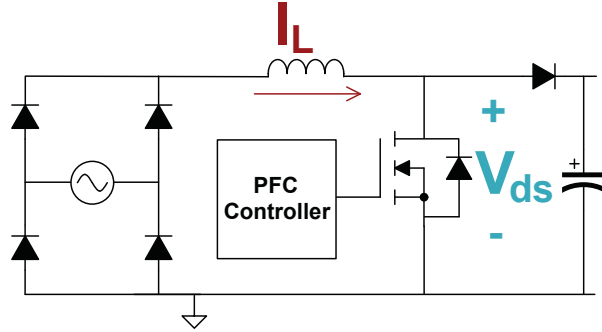 IL
+
PFC
Controller
Vds
-
+